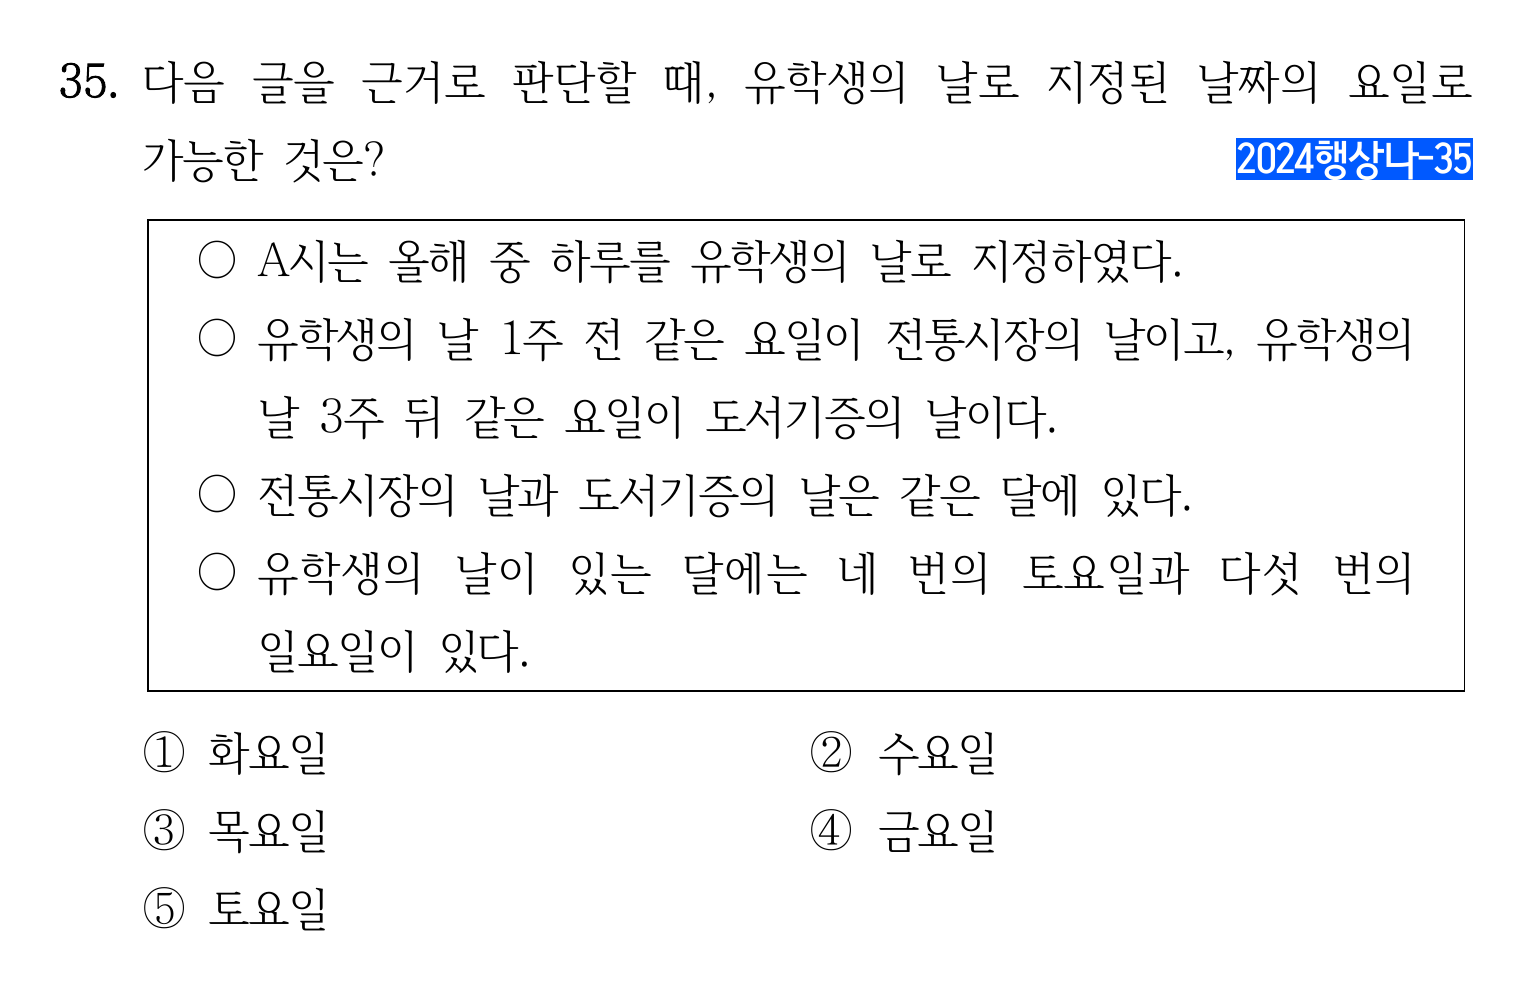 35. 다음 글을 근거로 판단할 때, 유학생의 날로 지정된 날짜의 요일로
가능한 것은?
2024행상나-35
○ A시는 올해 중 하루를 유학생의 날로 지정하였다.
○ 유학생의 날 1주 전 같은 요일이 전통시장의 날이고, 유학생의
날 3주 뒤 같은 요일이 도서기증의 날이다.
○ 전통시장의 날과 도서기증의 날은 같은 달에 있다.
○ 유학생의 날이 있는 달에는 네 번의 토요일과 다섯 번의
일요일이 있다.
① 화요일 ② 수요일
③ 목요일 ④ 금요일
⑤ 토요일